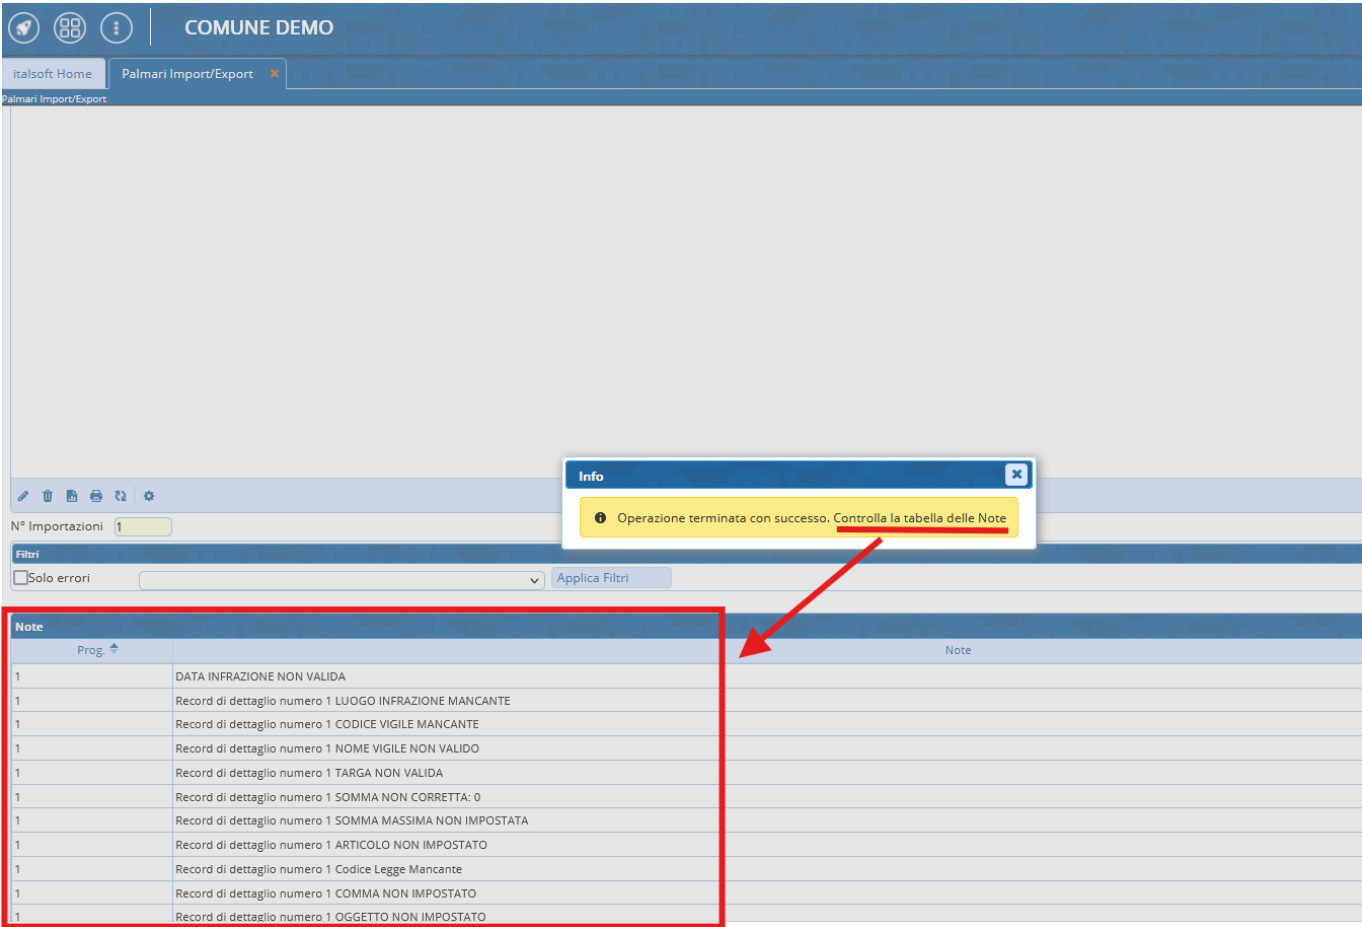 COMUNE DEMO
italsoft Home
Palmari Import/Export ×
Palmari Import/Export
Info
Operazione terminata con successo. Controlla la tabella delle Note
N° Importazioni 1
Filtri
Solo errori
Applica Filtri
Note
Prog. Note
1 DATA INFRAZIONE NON VALIDA
1 Record di dettaglio numero 1 LUOGO INFRAZIONE MANCANTE
1 Record di dettaglio numero 1 CODICE VIGILE MANCANTE
1 Record di dettaglio numero 1 NOME VIGILE NON VALIDO
1 Record di dettaglio numero 1 TARGA NON VALIDA
1 Record di dettaglio numero 1 SOMMA NON CORRETTA: 0
1 Record di dettaglio numero 1 SOMMA MASSIMA NON IMPOSTATA
1 Record di dettaglio numero 1 ARTICOLO NON IMPOSTATO
1 Record di dettaglio numero 1 Codice Legge Mancante
1 Record di dettaglio numero 1 COMMA NON IMPOSTATO
1 Record di dettaglio numero 1 OGGETTO NON IMPOSTATO